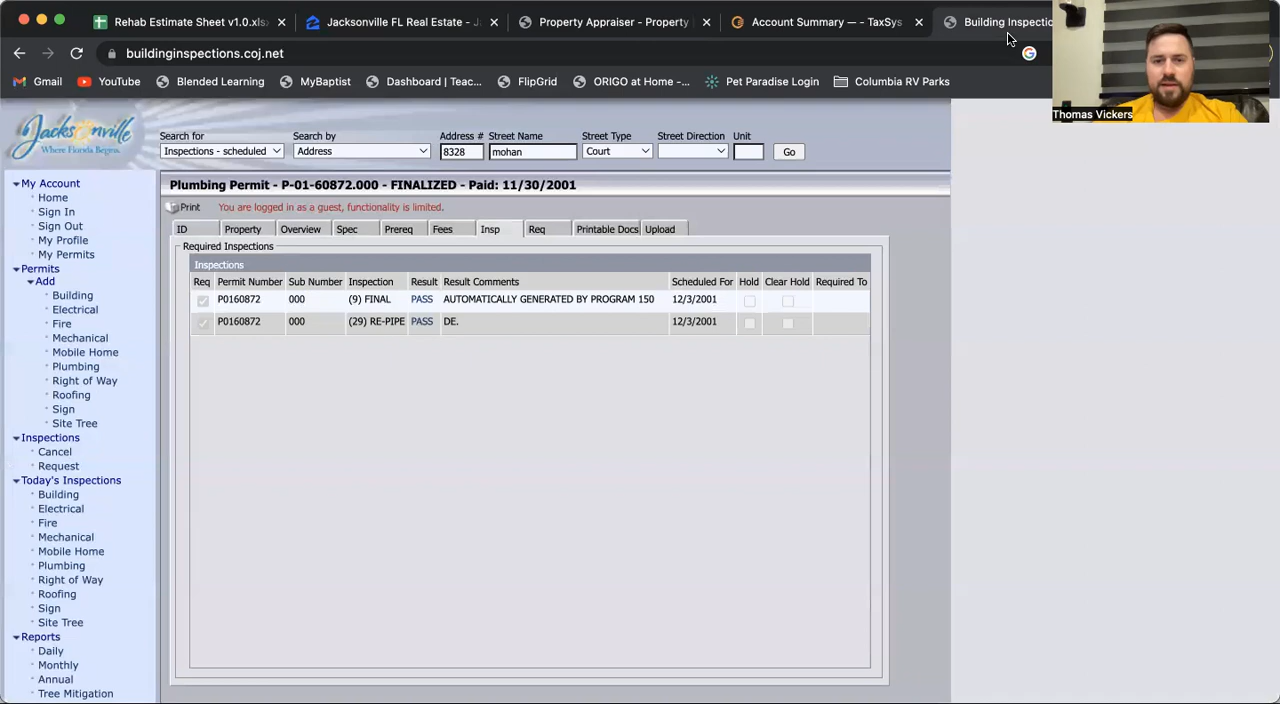 Rehab Estimate Sheet v1.0.xls
Jacksonville FL Real Estate -
Property Appraiser - Property
Account Summary — - TaxSys
Building Inspectio
buildinginspections.coj.net
Gmail
YouTube
Blended Learning
MyBaptist
Dashboard | Teac...
FlipGrid
ORIGO at Home -...
Pet Paradise Login
Columbia RV Parks
Thomas Vickers
Jacksonville
Where Florida Begins.
Search for
Search by
Address #
Street Name
Street Type
Street Direction
Unit
Inspections - scheduled
Address
8328
mohan
Court
Go
My Account
Home
Sign In
Sign Out
My Profile
My Permits
Permits
Add
Building
Electrical
Fire
Mechanical
Mobile Home
Plumbing
Right of Way
Roofing
Sign
Site Tree
Inspections
Cancel
Request
Today's Inspections
Building
Electrical
Fire
Mechanical
Mobile Home
Plumbing
Right of Way
Roofing
Sign
Site Tree
Reports
Daily
Monthly
Annual
Tree Mitigation
Plumbing Permit - P-01-60872.000 - FINALIZED - Paid: 11/30/2001
Print
You are logged in as a guest, functionality is limited.
ID
Property
Overview
Spec
Prereq
Fees
Insp
Req
Printable Docs
Upload
Required Inspections
Inspections
Req Permit Number Sub Number Inspection Result Result Comments Scheduled For Hold Clear Hold Required To
P0160872 000 (9) FINAL PASS AUTOMATICALLY GENERATED BY PROGRAM 150 12/3/2001
P0160872 000 (29) RE-PIPE PASS DE. 12/3/2001